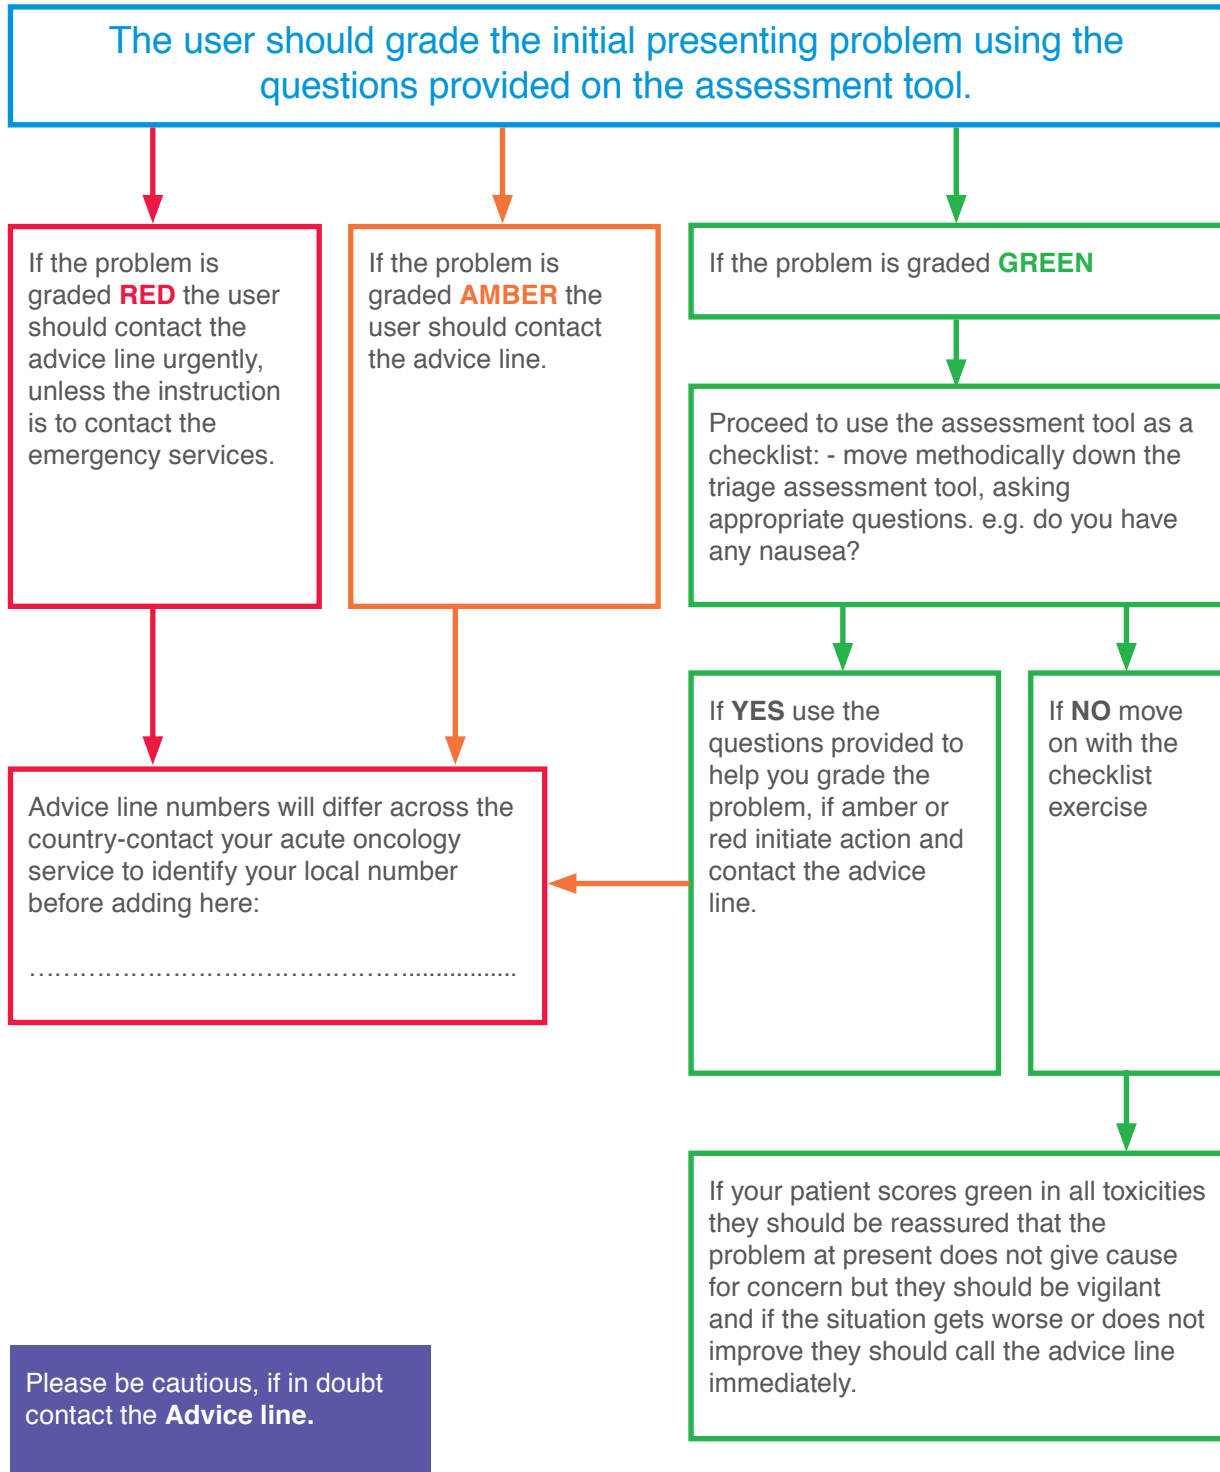 The user should grade the initial presenting problem using the
questions provided on the assessment tool.
If the problem is
graded RED the user
should contact the
advice line urgently,
unless the instruction
is to contact the
emergency services.
If the problem is
graded AMBER the
user should contact
the advice line.
If the problem is graded GREEN
Proceed to use the assessment tool as a
checklist: - move methodically down the
triage assessment tool, asking
appropriate questions. e.g. do you have
any nausea?
If YES use the
questions provided to
help you grade the
problem, if amber or
red initiate action and
contact the advice
line.
If NO move
on with the
checklist
exercise
Advice line numbers will differ across the
country-contact your acute oncology
service to identify your local number
before adding here:
…………………………………………................
If your patient scores green in all toxicities
they should be reassured that the
problem at present does not give cause
for concern but they should be vigilant
and if the situation gets worse or does not
improve they should call the advice line
immediately.
Please be cautious, if in doubt
contact the Advice line.